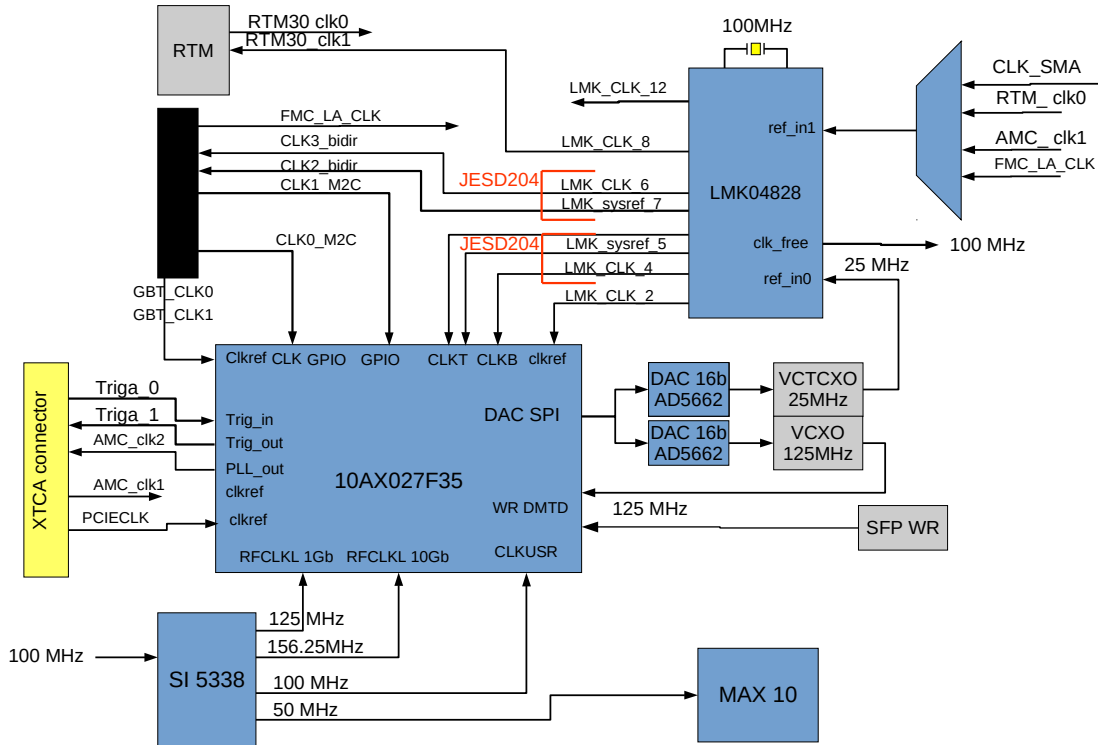 RTM
RTM30 clk0
RTM30_clk1
100MHz
LMK_CLK_12
FMC_LA_CLK
CLK3_bidir
LMK_CLK_8
CLK2_bidir
CLK1_M2C
JESD204
LMK_CLK_6
LMK_sysref_7
CLK0_M2C
JESD204
LMK_sysref_5
LMK_CLK_4
LMK_CLK_2
ref_in1
LMK04828
clk_free
ref_in0
CLK_SMA
RTM_ clk0
AMC_ clk1
FMC_LA_CLK
100 MHz
25 MHz
GBT_CLK0
GBT_CLK1
Clkref
CLK
GPIO
GPIO
CLKT
CLKB
clkref
XTCA connector
Triga_0
Triga_1
AMC_clk2
AMC_clk1
PCIECLK
Trig_in
Trig_out
PLL_out
clkref
clkref
DAC SPI
10AX027F35
WR DMTD
CLKUSR
RFCLKL 1Gb
RFCLKL 10Gb
DAC 16b
AD5662
VCTCXO
25MHz
DAC 16b
AD5662
VCXO
125MHz
125 MHz
SFP WR
100 MHz
SI 5338
125 MHz
156.25MHz
100 MHz
50 MHz
MAX 10